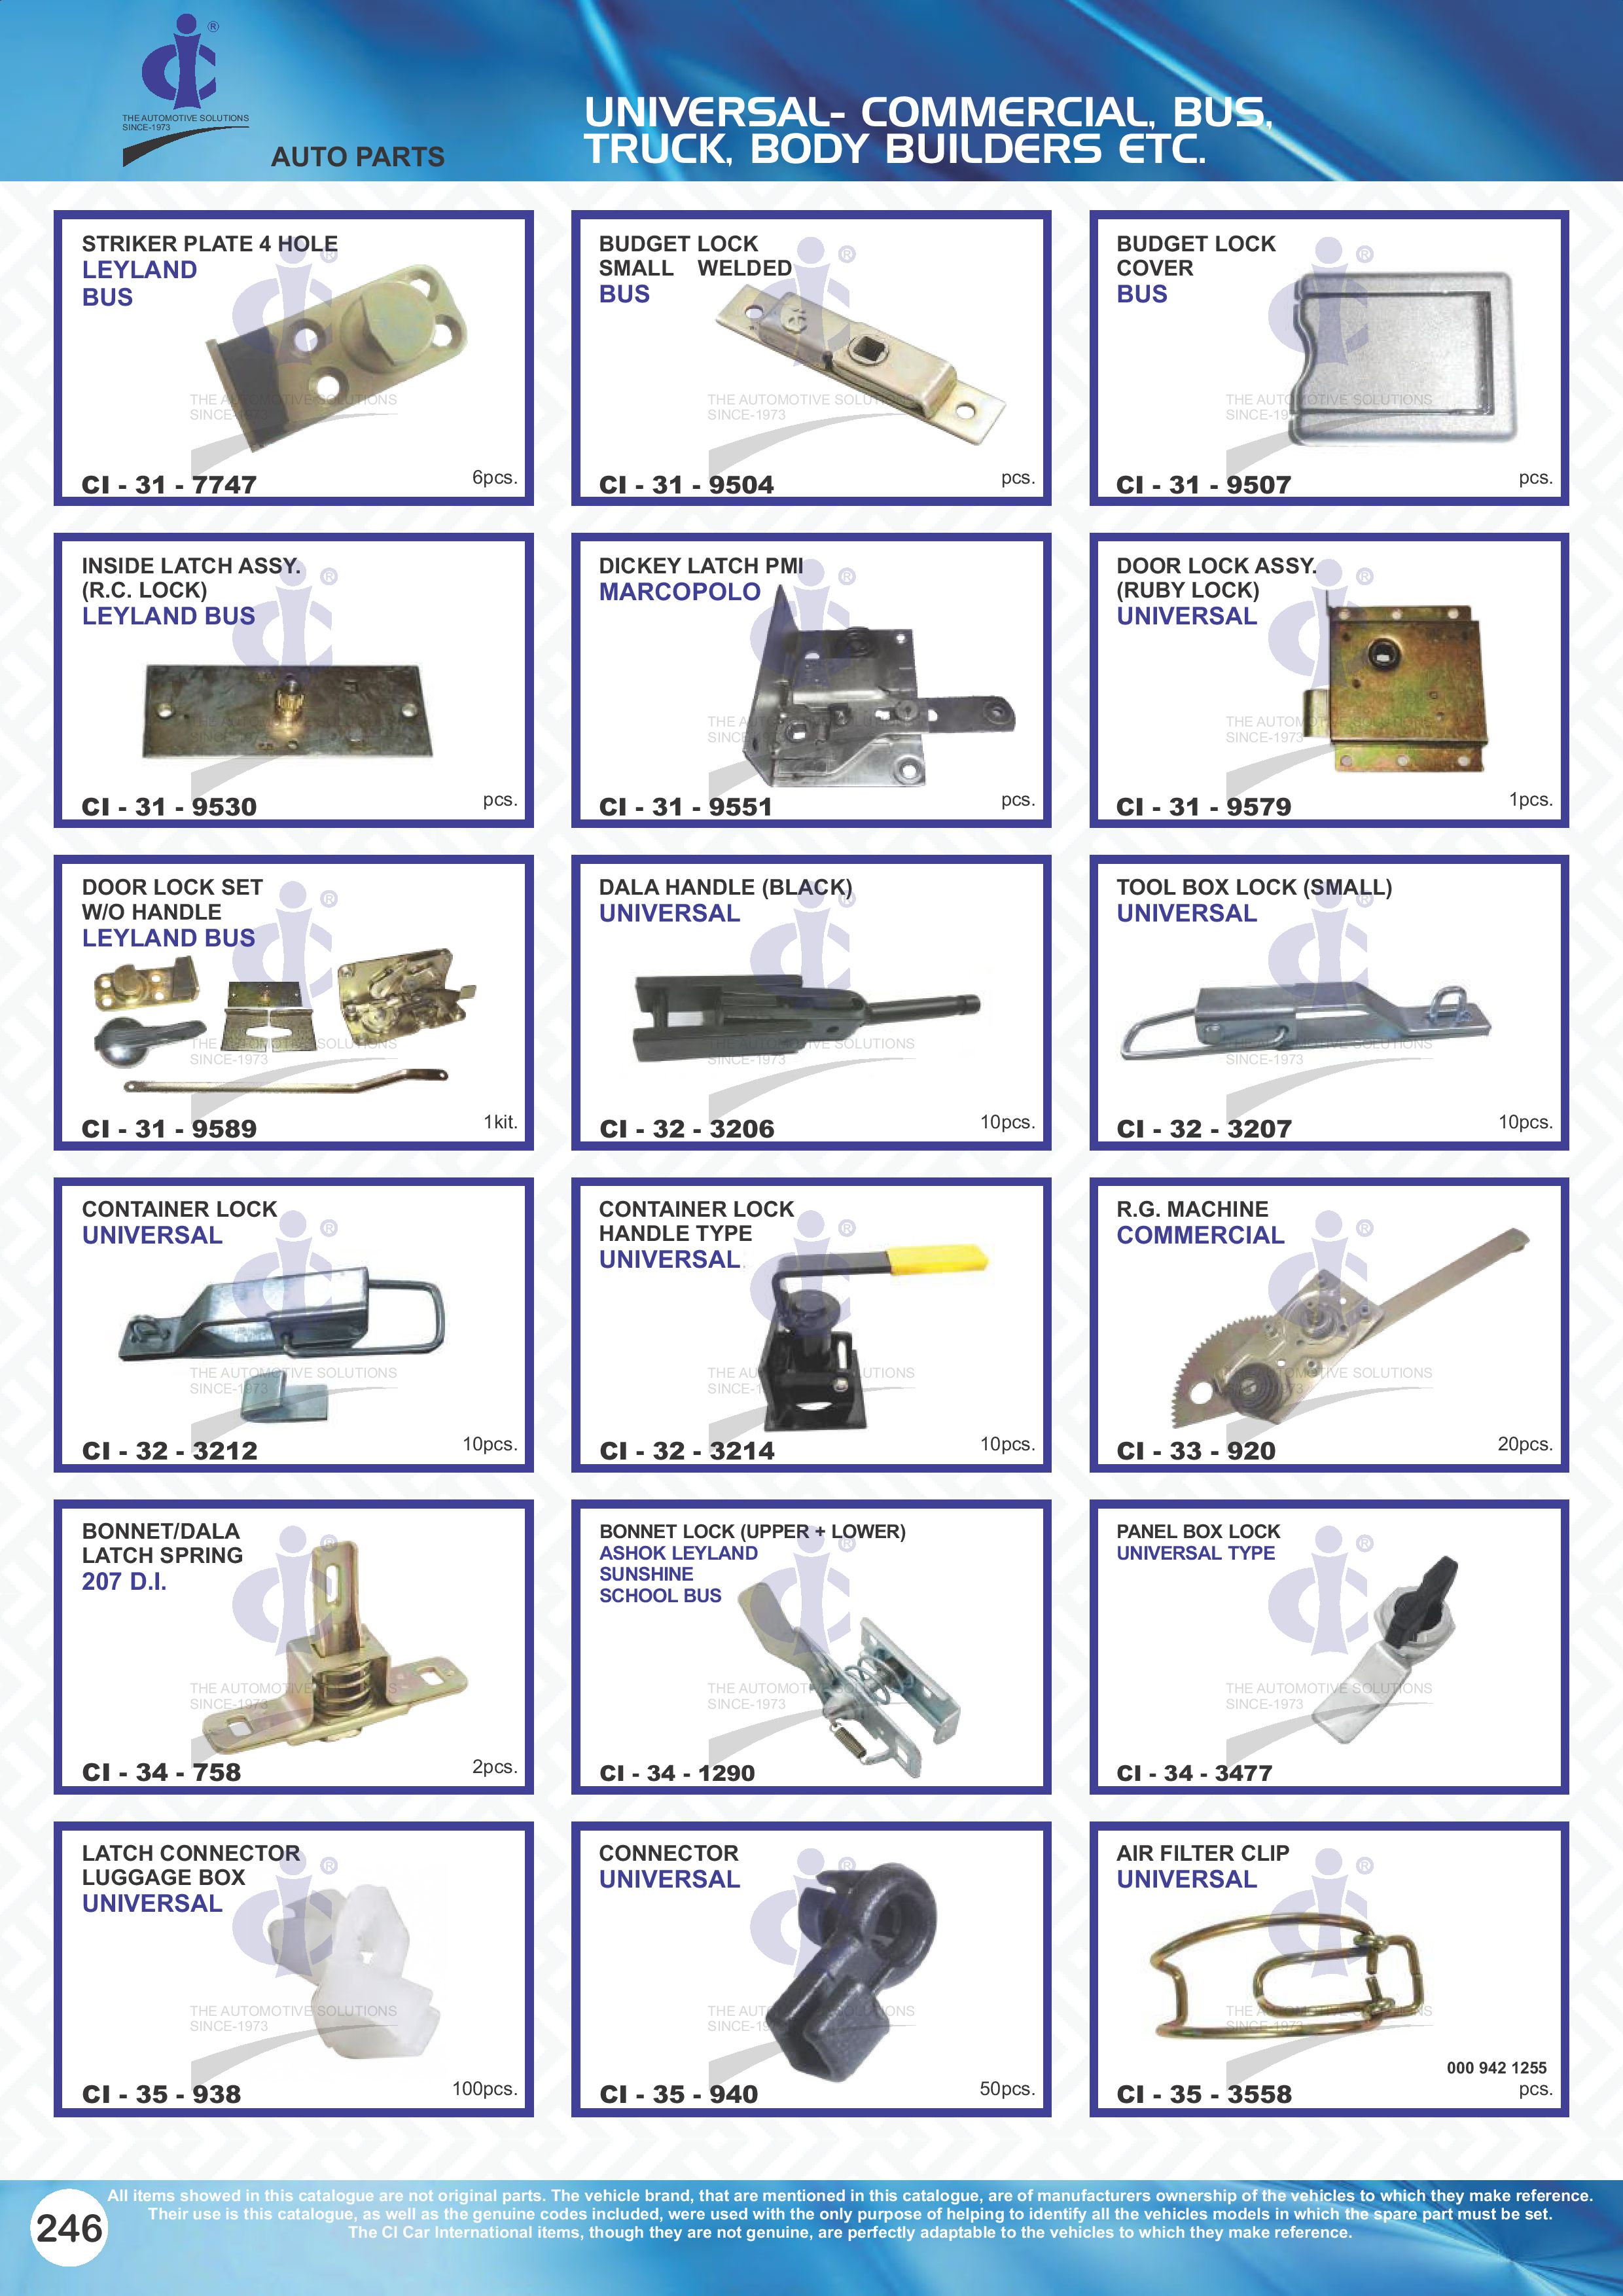 ®
THE AUTOMOTIVE SOLUTIONS
SINCE-1973
AUTO PARTS
UNIVERSAL- COMMERCIAL, BUS,
TRUCK, BODY BUILDERS ETC.
STRIKER PLATE 4 HOLE
LEYLAND
BUS
CI - 31 - 7747
6pcs.
BUDGET LOCK
SMALL WELDED
BUS
CI - 31 - 9504
pcs.
BUDGET LOCK
COVER
BUS
CI - 31 - 9507
pcs.
INSIDE LATCH ASSY.
(R.C. LOCK)
LEYLAND BUS
CI - 31 - 9530
pcs.
DICKEY LATCH PMI
MARCOPOLO
CI - 31 - 9551
pcs.
DOOR LOCK ASSY.
(RUBY LOCK)
UNIVERSAL
CI - 31 - 9579
1pcs.
DOOR LOCK SET
W/O HANDLE
LEYLAND BUS
CI - 31 - 9589
1kit.
DALA HANDLE (BLACK)
UNIVERSAL
CI - 32 - 3206
10pcs.
TOOL BOX LOCK (SMALL)
UNIVERSAL
CI - 32 - 3207
10pcs.
CONTAINER LOCK
UNIVERSAL
CI - 32 - 3212
10pcs.
CONTAINER LOCK
HANDLE TYPE
UNIVERSAL
CI - 32 - 3214
10pcs.
R.G. MACHINE
COMMERCIAL
CI - 33 - 920
20pcs.
BONNET/DALA
LATCH SPRING
207 D.I.
CI - 34 - 758
2pcs.
BONNET LOCK (UPPER + LOWER)
ASHOK LEYLAND
SUNSHINE
SCHOOL BUS
CI - 34 - 1290
PANEL BOX LOCK
UNIVERSAL TYPE
CI - 34 - 3477
LATCH CONNECTOR
LUGGAGE BOX
UNIVERSAL
CI - 35 - 938
100pcs.
CONNECTOR
UNIVERSAL
CI - 35 - 940
50pcs.
AIR FILTER CLIP
UNIVERSAL
000 942 1255
CI - 35 - 3558
pcs.
246
All items showed in this catalogue are not original parts. The vehicle brand, that are mentioned in this catalogue, are of manufacturers ownership of the vehicles to which they make reference.
Their use is this catalogue, as well as the genuine codes included, were used with the only purpose of helping to identify all the vehicles models in which the spare part must be set.
The CI Car International items, though they are not genuine, are perfectly adaptable to the vehicles to which they make reference.